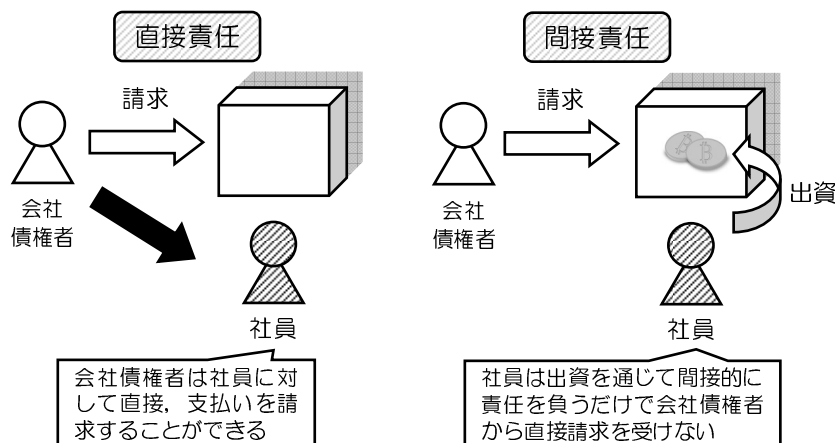 直接責任
請求
会社
債権者
社員
会社債権者は社員に対
して直接，支払いを請
求することができる
間接責任
請求
会社
債権者
出資
社員
社員は出資を通じて間接的に
責任を負うだけで会社債権者
から直接請求を受けない